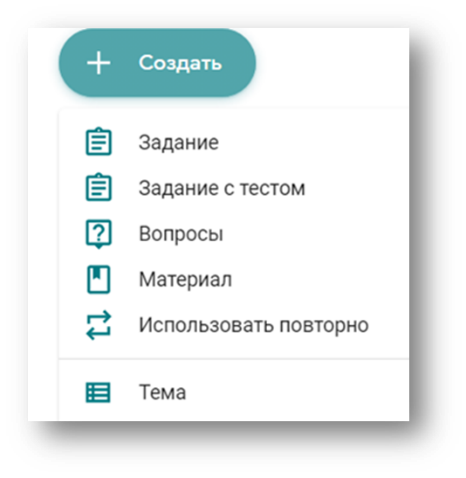 Создать
Задание
Задание с тестом
Вопросы
Материал
Использовать повторно
Тема